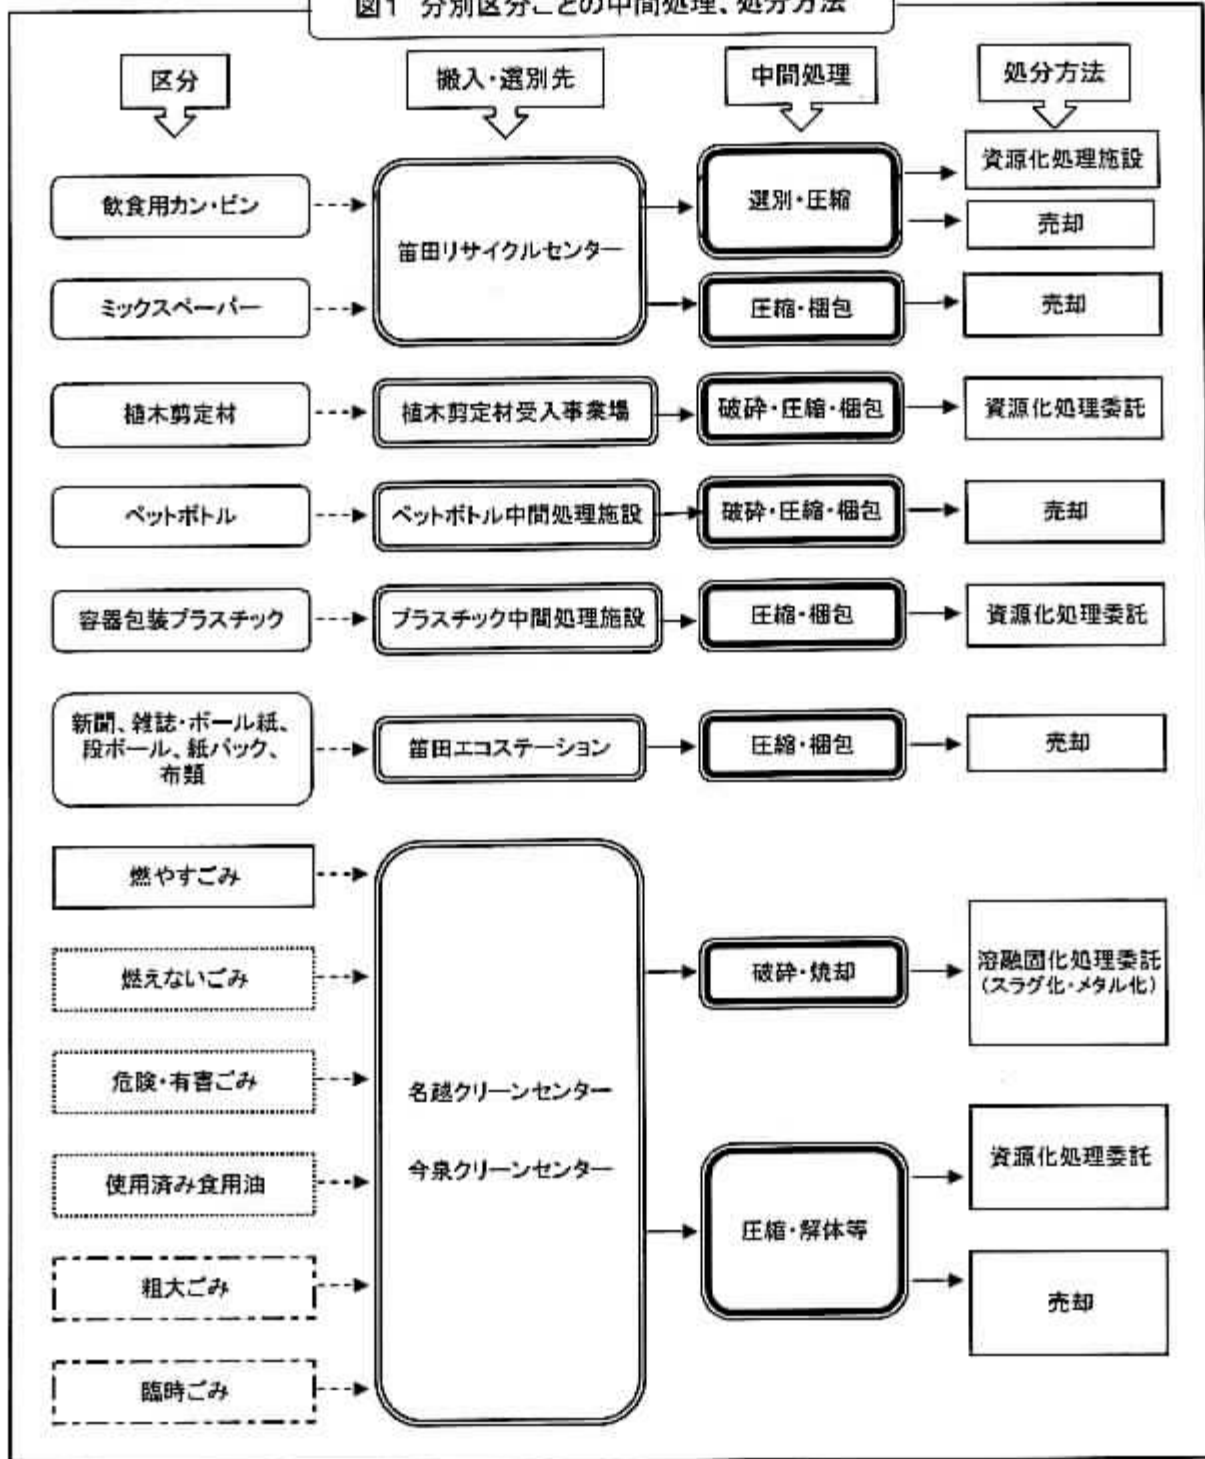 図1 分別区分ごとの中間処理、処分方法
区分
搬入・選別先
中間処理
処分方法
飲食用カン・ビン
笛田リサイクルセンター
選別・圧縮
資源化処理施設
売却
ミックスペーパー
圧縮・梱包
売却
植木剪定材
植木剪定材受入事業場
破砕・圧縮・梱包
資源化処理委託
ペットボトル
ペットボトル中間処理施設
破砕・圧縮・梱包
売却
容器包装プラスチック
プラスチック中間処理施設
圧縮・梱包
資源化処理委託
新聞、雑誌・ボール紙、
段ボール、紙パック、
布類
笛田エコステーション
圧縮・梱包
売却
燃やすごみ
燃えないごみ
危険・有害ごみ
使用済み食用油
粗大ごみ
臨時ごみ
名越クリーンセンター
今泉クリーンセンター
破砕・焼却
溶融固化処理委託
(スラグ化・メタル化)
圧縮・解体等
資源化処理委託
売却